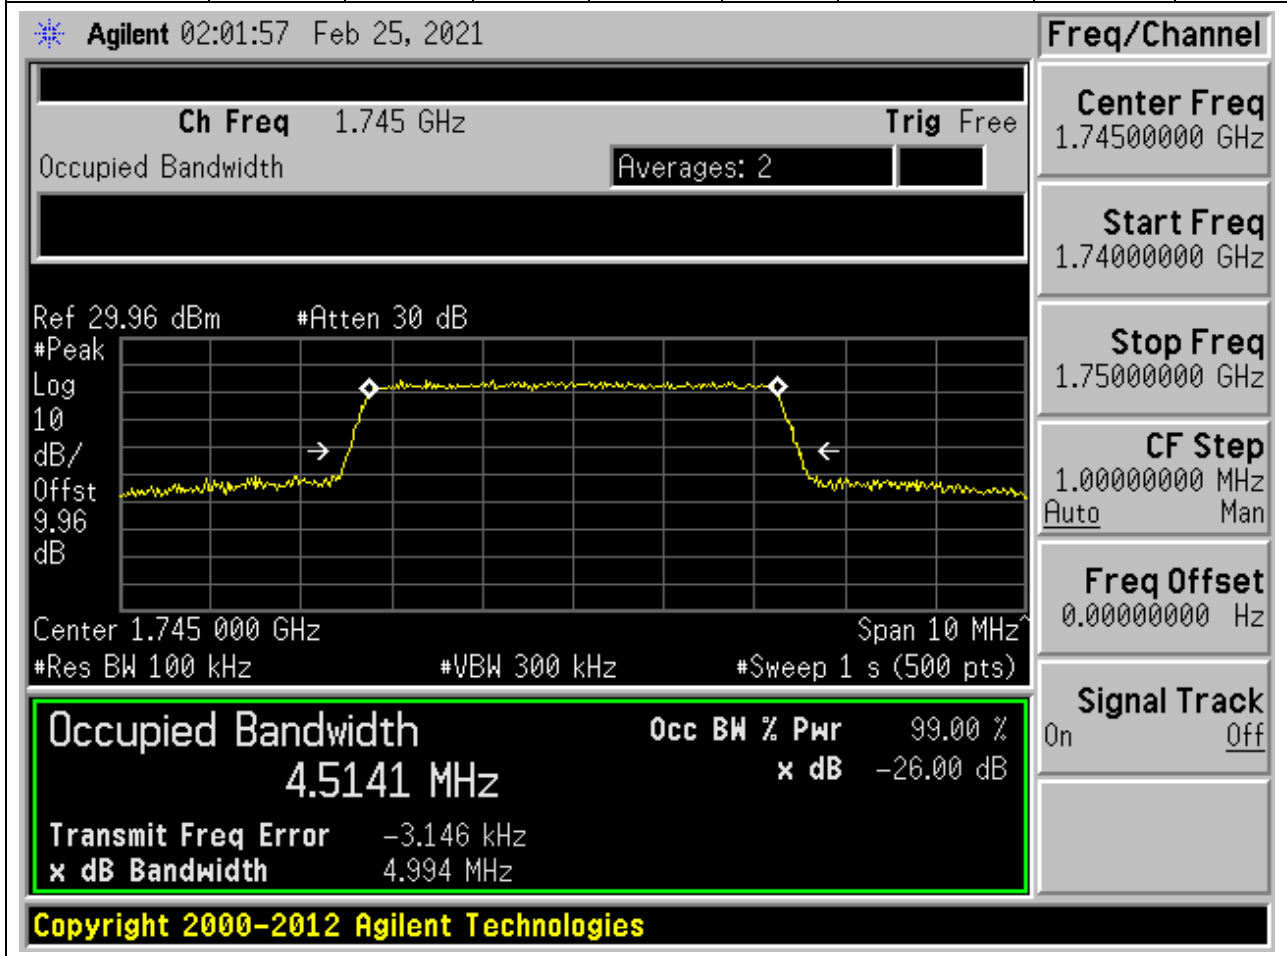 Agilent 02:01:57 Feb 25, 2021
Freq/Channel
Ch Freq 1.745 GHz Trig Free
Occupied Bandwidth Averages: 2
Center Freq
1.74500000 GHz
Start Freq
1.74000000 GHz
Stop Freq
1.75000000 GHz
CF Step
1.00000000 MHz
Auto Man
Freq Offset
0.00000000 Hz
Signal Track
On Off
Ref 29.96 dBm #Atten 30 dB
#Peak
Log
10
dB/
Offst
9.96
dB
Center 1.745 000 GHz Span 10 MHz^
#Res BW 100 kHz #VBW 300 kHz #Sweep 1 s (500 pts)
Occupied Bandwidth Occ BW % Pwr 99.00 %
4.5141 MHz x dB -26.00 dB
Transmit Freq Error -3.146 kHz
x dB Bandwidth 4.994 MHz
Copyright 2000-2012 Agilent Technologies